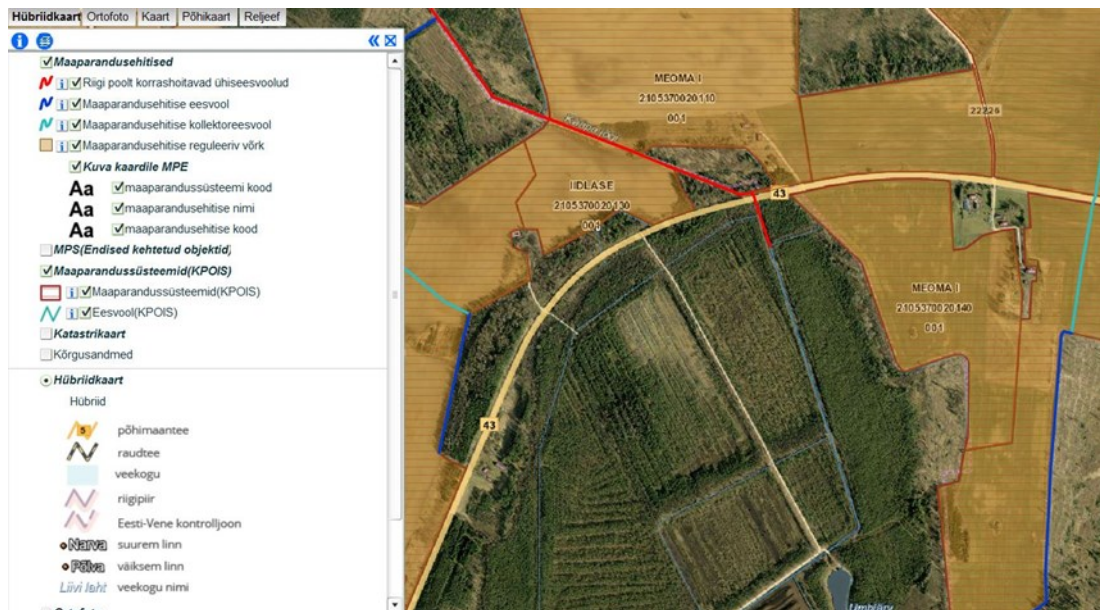 Hübriidkaart Ortofoto Kaart Põhikaart Reljeef
Maaparandusehitised
Riigi poolt korrashoitavad ühiseesvoolud
Maaparandusehitise eesvool
Maaparandusehitise kollektoreesvool
Maaparandusehitise reguleeriv võrk
Kuva kaardile MPE
Aa maaparandussüsteemi kood
Aa maaparandusehitise nimi
Aa maaparandusehitise kood
MPS(Endised kehtetud objektid)
Maaparandussüsteemid(KPOIS)
Maaparandussüsteemid(KPOIS)
Eesvool(KPOIS)
Katastrikaart
Kõrgusandmed
Hübriidkaart
Hübriid
5 põhimaantee
raudtee
veekogu
riigipiir
Eesti-Vene kontrolljoon
Narva suurem linn
Põlva väiksem linn
Liivi laht veekogu nimi
MEOMA I
2105370020110
001
22226
IIDLASE
2105370020130
001
43
MEOMA I
2105370020140
001
43